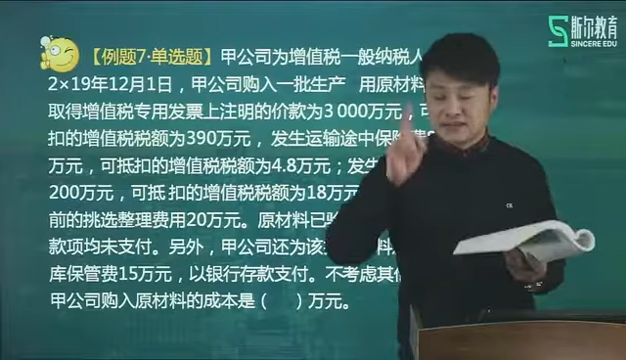 斯尔教育
SINCERE EDU
【例题7·单选题】甲公司为增值税一般纳税人
2×19年12月1日，甲公司购入一批生产 用原材料
取得增值税专用发票上注明的价款为3 000万元，可
扣的增值税税额为390万元，发生运输途中保险费
万元，可抵扣的增值税税额为4.8万元；发生
200万元，可抵 扣的增值税税额为18万元
前的挑选整理费用20万元。原材料已验
款项均未支付。另外，甲公司还为该
库保管费15万元，以银行存款支付。不考虑其他
甲公司购入原材料的成本是（ ）万元。